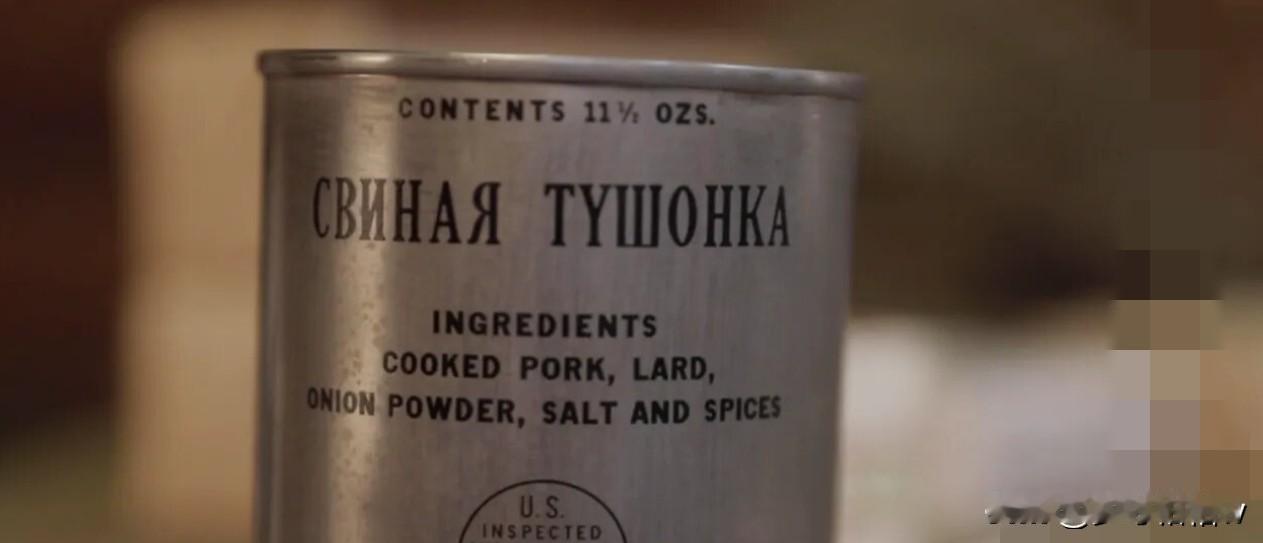 CONTENTS 11½ OZS.
СВИНАЯ ТУШОНКА
INGREDIENTS
COOKED PORK, LARD,
ONION POWDER, SALT AND SPICES
U.S.
INSPECTED